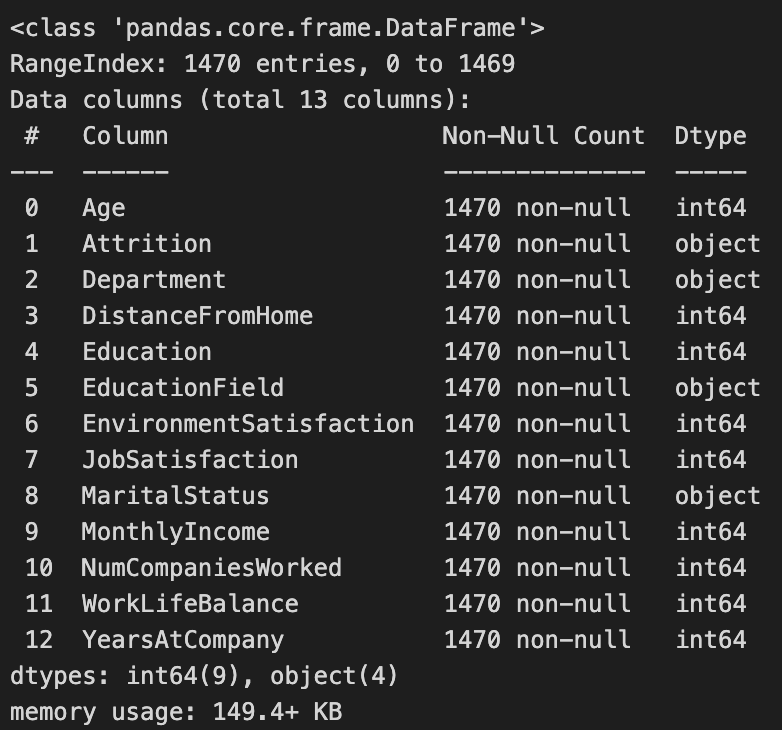 <class 'pandas.core.frame.DataFrame'>
RangeIndex: 1470 entries, 0 to 1469
Data columns (total 13 columns):
 #   Column                   Non-Null Count  Dtype
---  ------                   --------------  -----
 0   Age                      1470 non-null   int64
 1   Attrition                1470 non-null   object
 2   Department               1470 non-null   object
 3   DistanceFromHome         1470 non-null   int64
 4   Education                1470 non-null   int64
 5   EducationField           1470 non-null   object
 6   EnvironmentSatisfaction  1470 non-null   int64
 7   JobSatisfaction          1470 non-null   int64
 8   MaritalStatus            1470 non-null   object
 9   MonthlyIncome            1470 non-null   int64
 10  NumCompaniesWorked       1470 non-null   int64
 11  WorkLifeBalance          1470 non-null   int64
 12  YearsAtCompany           1470 non-null   int64
dtypes: int64(9), object(4)
memory usage: 149.4+ KB